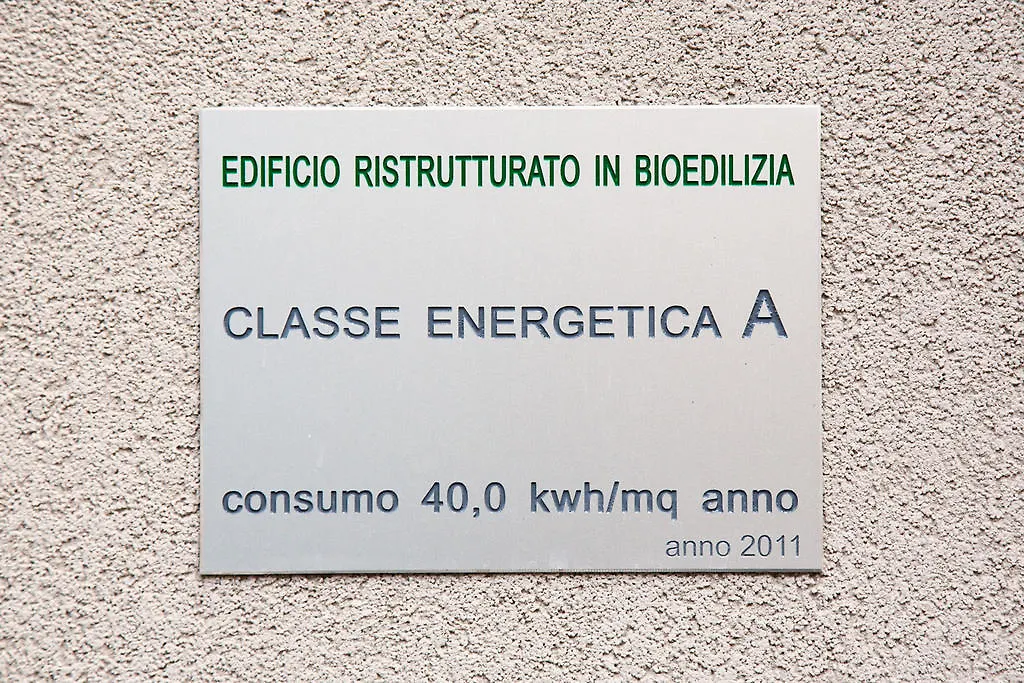 EDIFICIO RISTRUTTURATO IN BIOEDILIZIA
CLASSE ENERGETICA A
consumo 40,0 kwh/mq anno
anno 2011